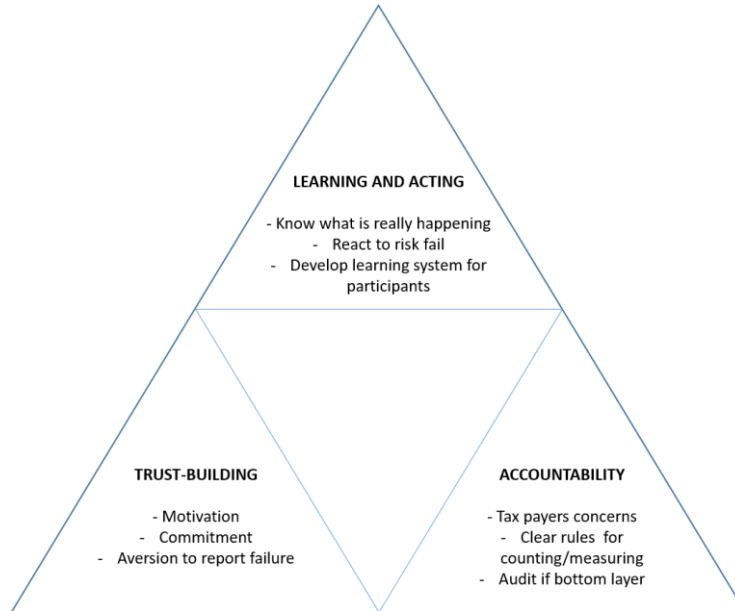 LEARNING AND ACTING
- Know what is really happening
- React to risk fail
- Develop learning system for
participants
TRUST-BUILDING
- Motivation
- Commitment
- Aversion to report failure
ACCOUNTABILITY
- Tax payers concerns
- Clear rules for
counting/measuring
- Audit if bottom layer